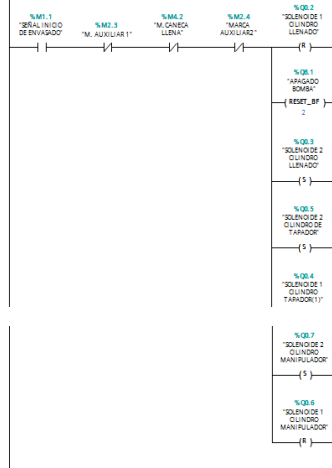 %M1.1
"SEÑAL INICIO
DE ENVASADO"
%M2.3
"M. AUXILIAR 1"
%M4.2
"M. CANECA
LLENA"
%M2.4
"MARCA
AUXILIAR2"
%Q0.2
"SOLENOIDE 1
CILINDRO
LLENADO"
R
%Q8.1
"APAGADO
BOMBA"
RESET_BF
2
%Q0.3
"SOLENOIDE 2
CILINDRO
LLENADO"
S
%Q0.5
"SOLENOIDE 2
CILINDRO DE
TAPADOR"
S
%Q0.4
"SOLENOIDE 1
CILINDRO
TAPADOR(1)"
%Q0.7
"SOLENOIDE 2
CILINDRO
MANIPULADOR"
S
%Q0.6
"SOLENOIDE 1
CILINDRO
MANIPULADOR"
R